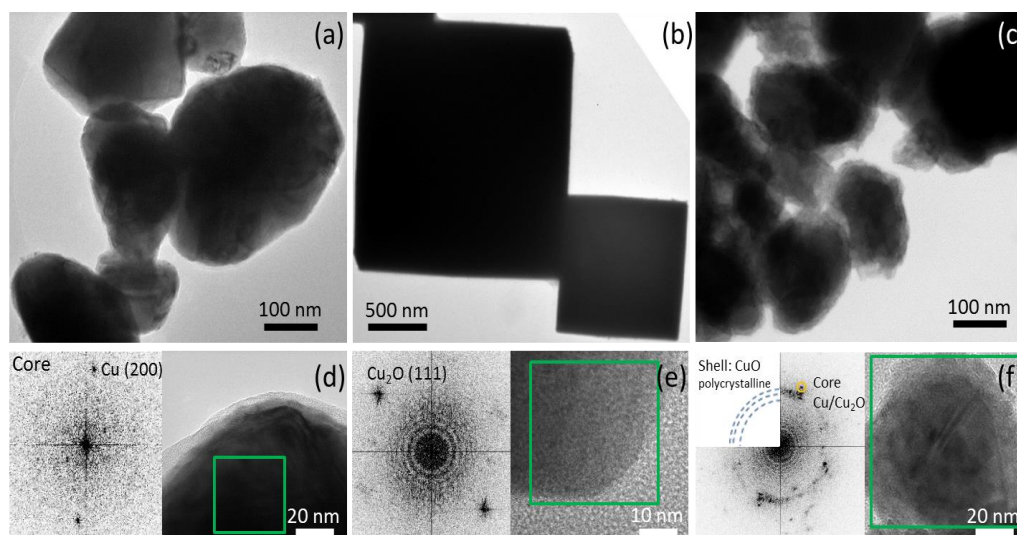 (a)
(b)
(c)
100 nm
500 nm
100 nm
Core
Cu (200)
(d)
20 nm
Cu₂O (111)
(e)
10 nm
Shell: CuO
polycrystalline
Core
Cu/Cu₂O
(f)
20 nm